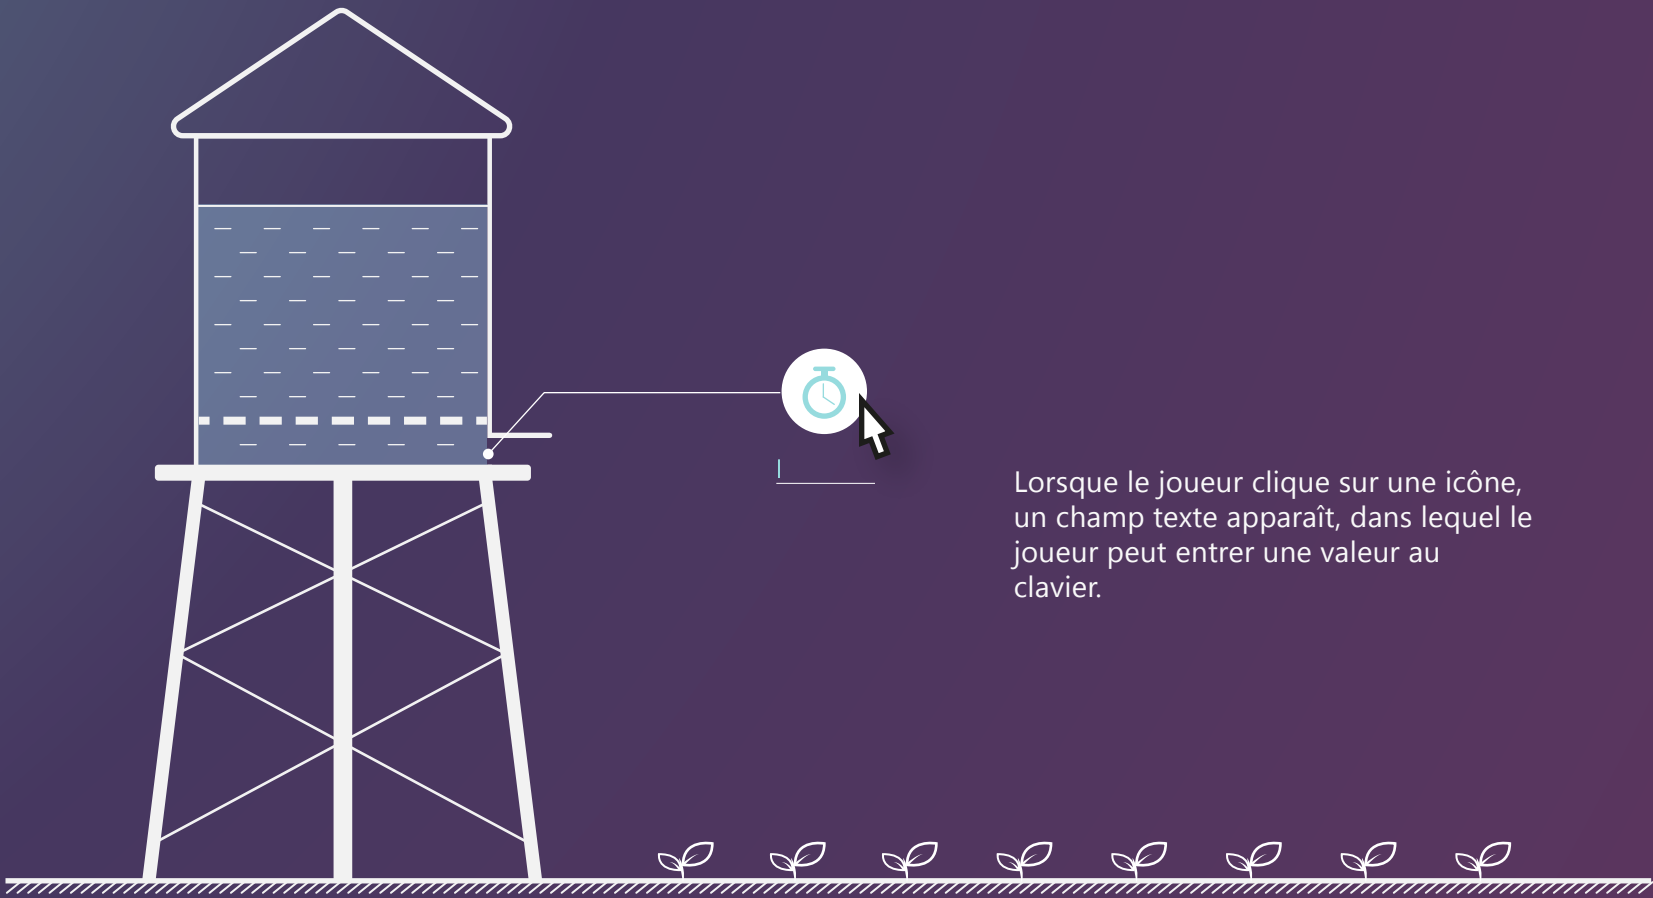 Lorsque le joueur clique sur une icône,
un champ texte apparaît, dans lequel le
joueur peut entrer une valeur au
clavier.